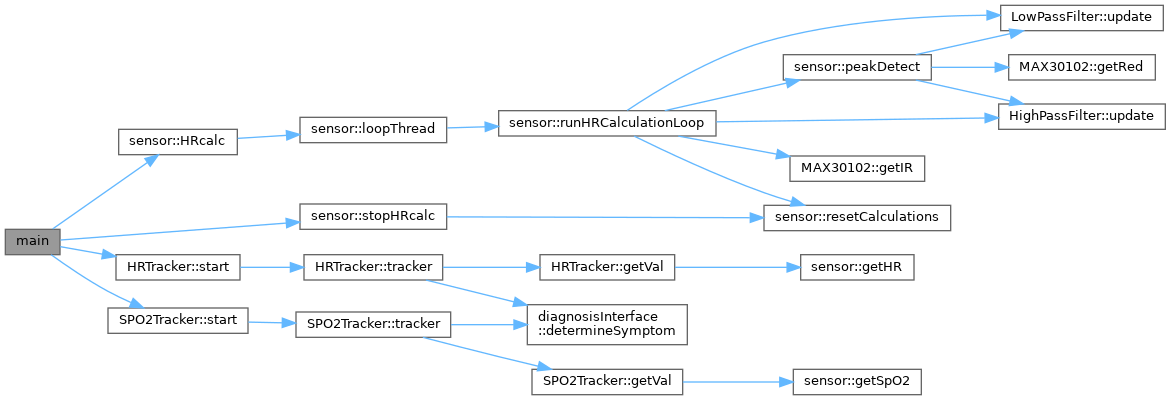 main
sensor::HRcalc
sensor::loopThread
sensor::runHRCalculationLoop
LowPassFilter::update
sensor::peakDetect
MAX30102::getRed
HighPassFilter::update
MAX30102::getIR
sensor::resetCalculations
sensor::stopHRcalc
HRTracker::start
HRTracker::tracker
HRTracker::getVal
sensor::getHR
diagnosisInterface
::determineSymptom
SPO2Tracker::start
SPO2Tracker::tracker
SPO2Tracker::getVal
sensor::getSpO2